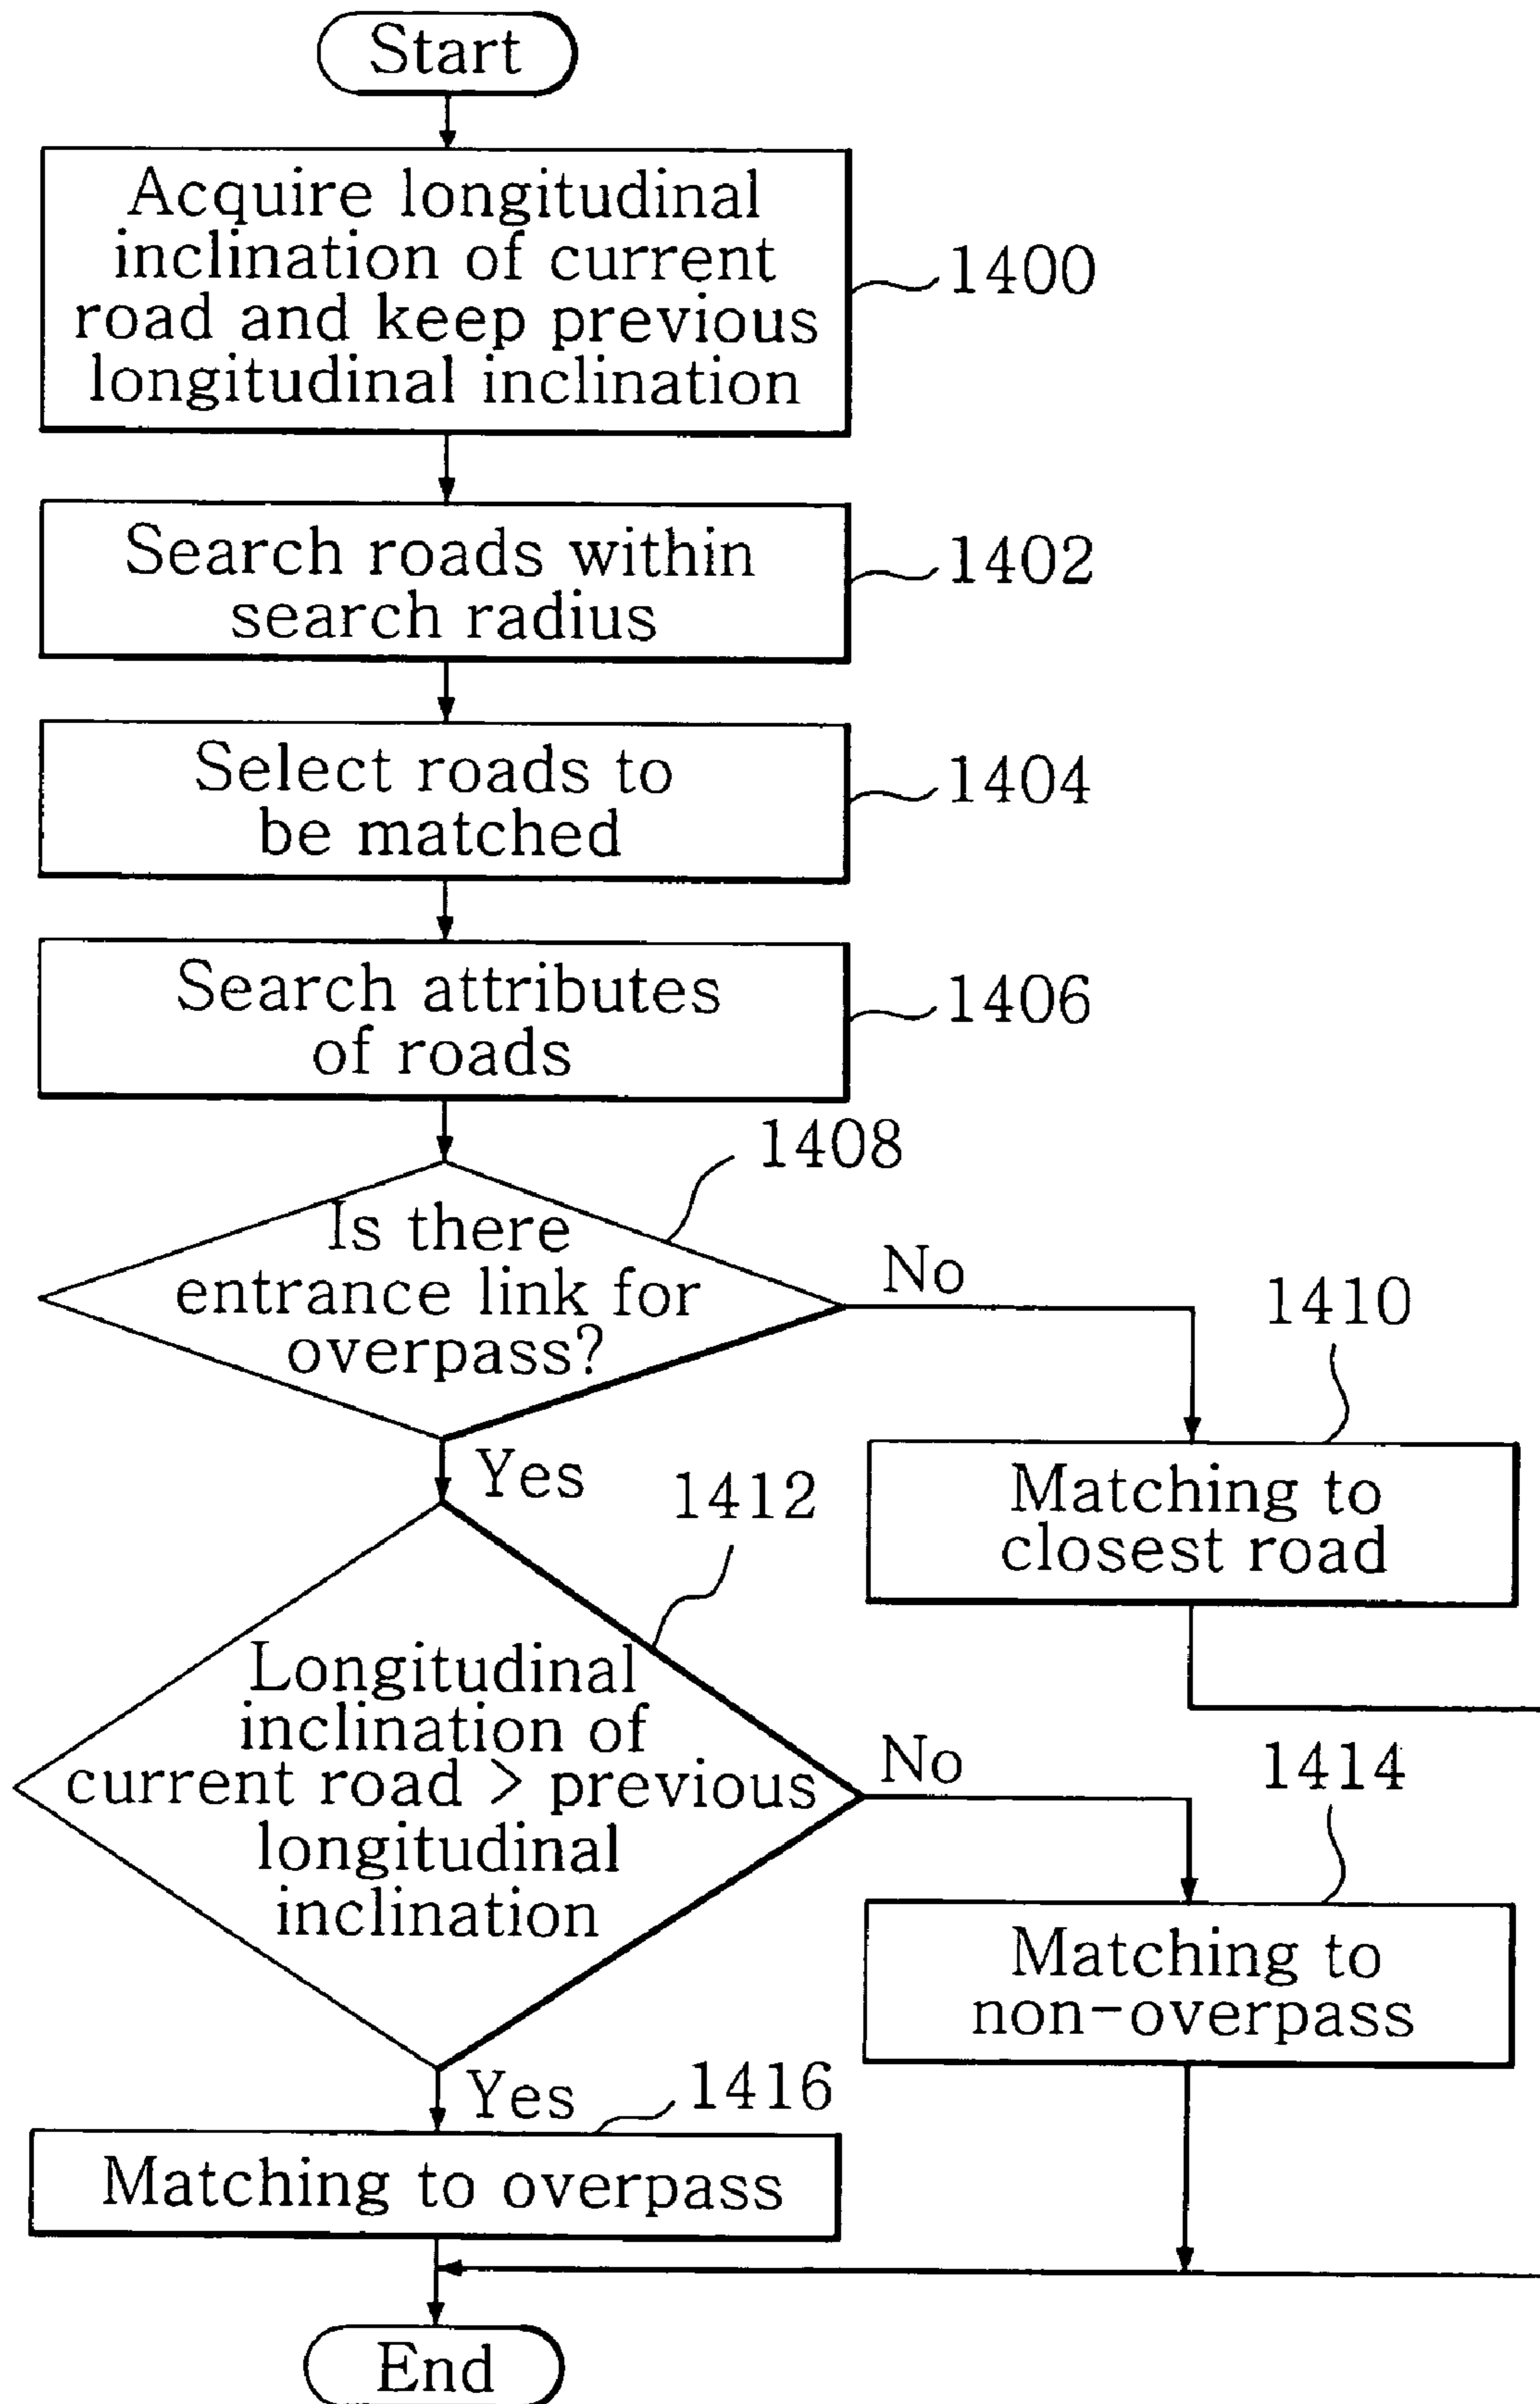 Start
Acquire longitudinal
inclination of current
road and keep previous
longitudinal inclination
1400
Search roads within
search radius
1402
Select roads to
be matched
1404
Search attributes
of roads
1406
1408
Is there
entrance link for
overpass?
No
1410
Yes
Matching to
closest road
1412
Longitudinal
inclination of
current road > previous
longitudinal
inclination
No
1414
Matching to
non-overpass
Yes
1416
Matching to overpass
End